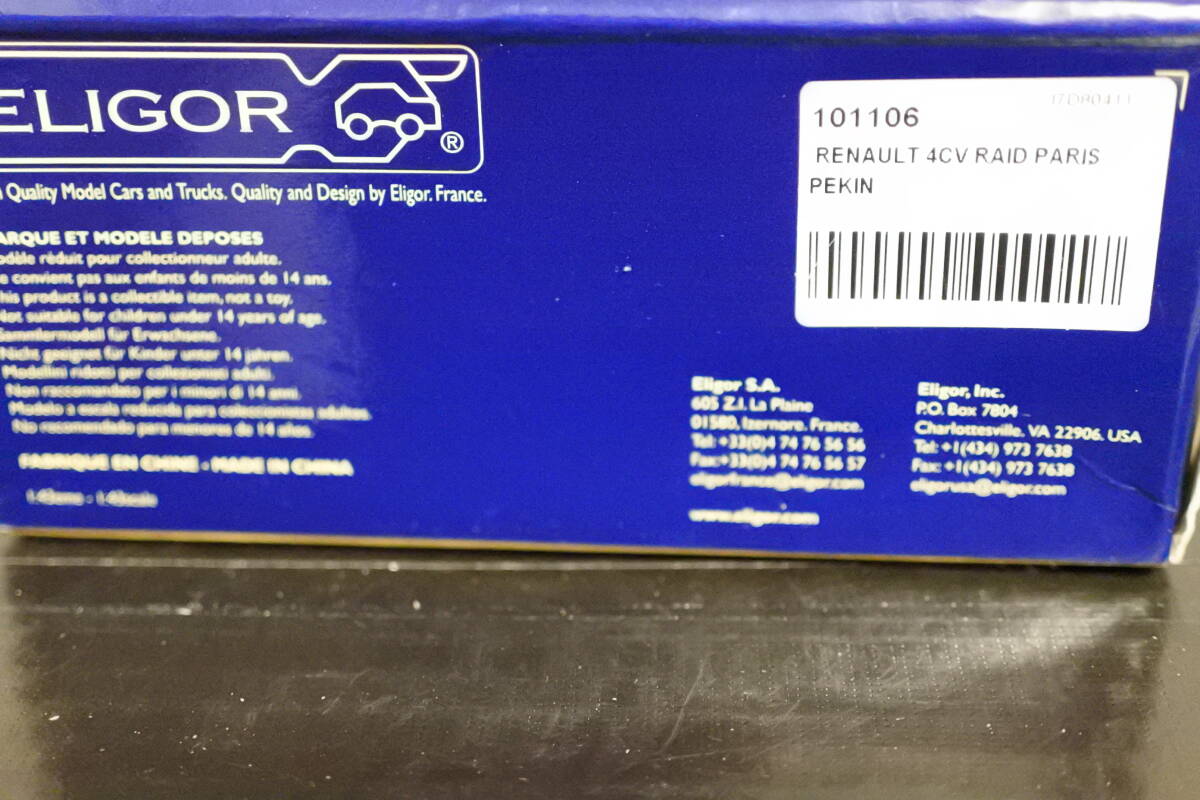 ELIGOR
®
Quality Model Cars and Trucks. Quality and Design by Eligor. France.
ARQUE ET MODELE DEPOSES
odèle réduit pour collectionneur adulte.
e convient pas aux enfants de moins de 14 ans.
his product is a collectible item, not a toy.
Not suitable for children under 14 years of age.
Sammlermodell für Erwachsene.
Nicht geeignet für Kinder unter 14 jahren.
Modellini ridotti per collezionisti adulti.
Non raccomandato per i minori di 14 anni.
Modelo a escala reducida para coleccionistas adultos.
No recomendado para menores de 14 años.
FABRIQUE EN CHINE - MADE IN CHINA
101106
RENAULT 4CV RAID PARIS
PEKIN
Eligor S.A.
605 Z.I. La Plaine
01580, Izernore. France.
Tel: +33(0)4 74 76 56 56
Fax:+33(0)4 74 76 56 57
eligorfrance@eligor.com
www.eligor.com
Eligor, Inc.
P.O. Box 7804
Charlottesville, VA 22906. USA
Tel: +1(434) 973 7638
Fax: +1(434) 973 7638
eligorusa@eligor.com